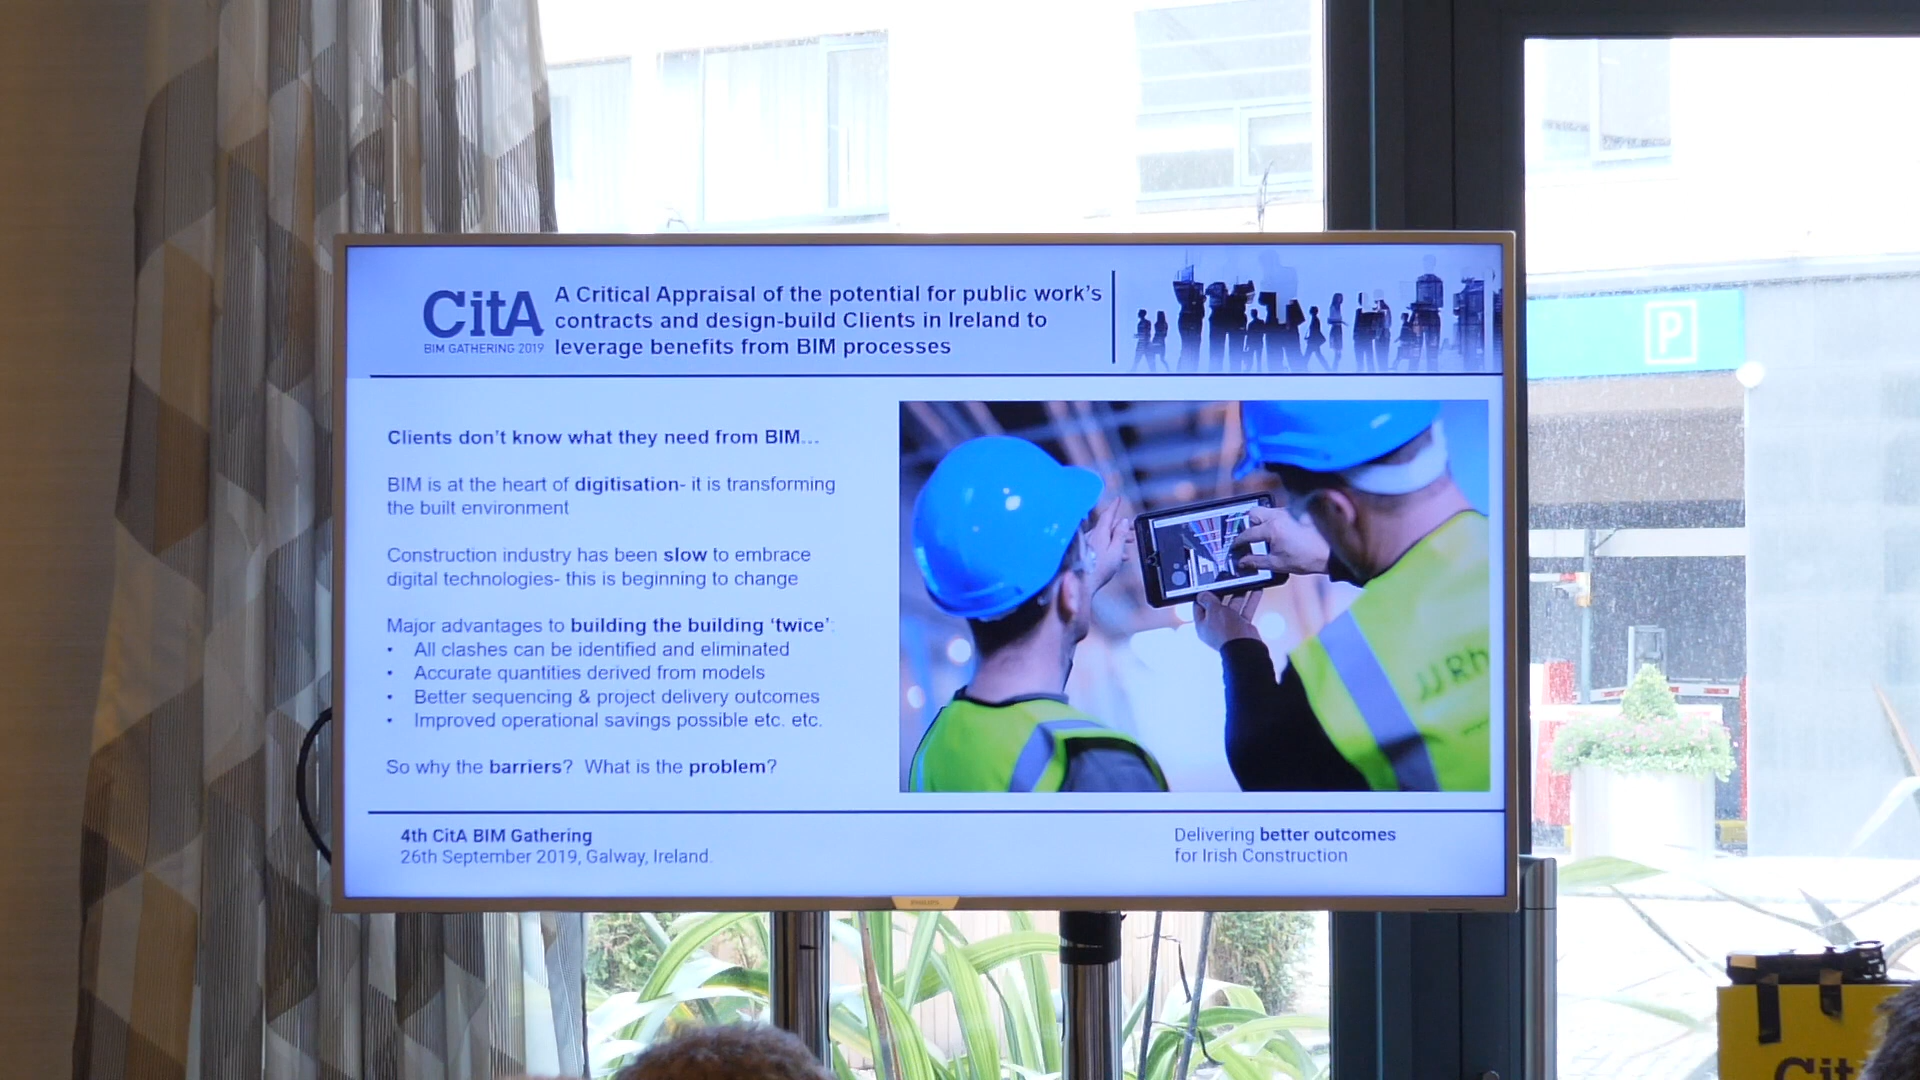 CitA
BIM GATHERING 2019
A Critical Appraisal of the potential for public work's
contracts and design-build Clients in Ireland to
leverage benefits from BIM processes
Clients don't know what they need from BIM...
BIM is at the heart of digitisation- it is transforming
the built environment
Construction industry has been slow to embrace
digital technologies- this is beginning to change
Major advantages to building the building 'twice':
• All clashes can be identified and eliminated
• Accurate quantities derived from models
• Better sequencing & project delivery outcomes
• Improved operational savings possible etc. etc.
So why the barriers? What is the problem?
JJ Rh
4th CitA BIM Gathering
26th September 2019, Galway, Ireland.
Delivering better outcomes
for Irish Construction
PHILIPS
P
Cit